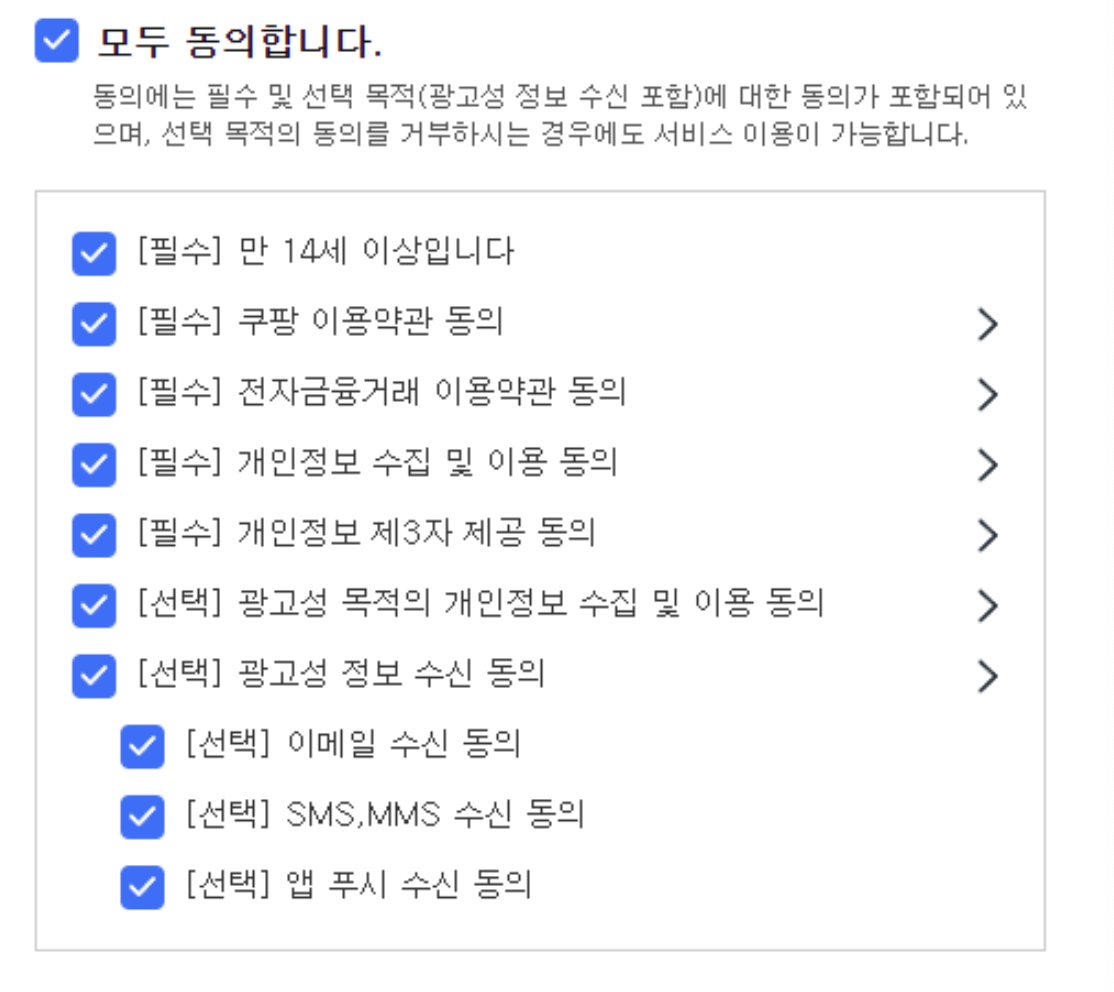 모두 동의합니다.
동의에는 필수 및 선택 목적(광고성 정보 수신 포함)에 대한 동의가 포함되어 있
으며, 선택 목적의 동의를 거부하시는 경우에도 서비스 이용이 가능합니다.
[필수] 만 14세 이상입니다
[필수] 쿠팡 이용약관 동의
[필수] 전자금융거래 이용약관 동의
[필수] 개인정보 수집 및 이용 동의
[필수] 개인정보 제3자 제공 동의
[선택] 광고성 목적의 개인정보 수집 및 이용 동의
[선택] 광고성 정보 수신 동의
[선택] 이메일 수신 동의
[선택] SMS,MMS 수신 동의
[선택] 앱 푸시 수신 동의